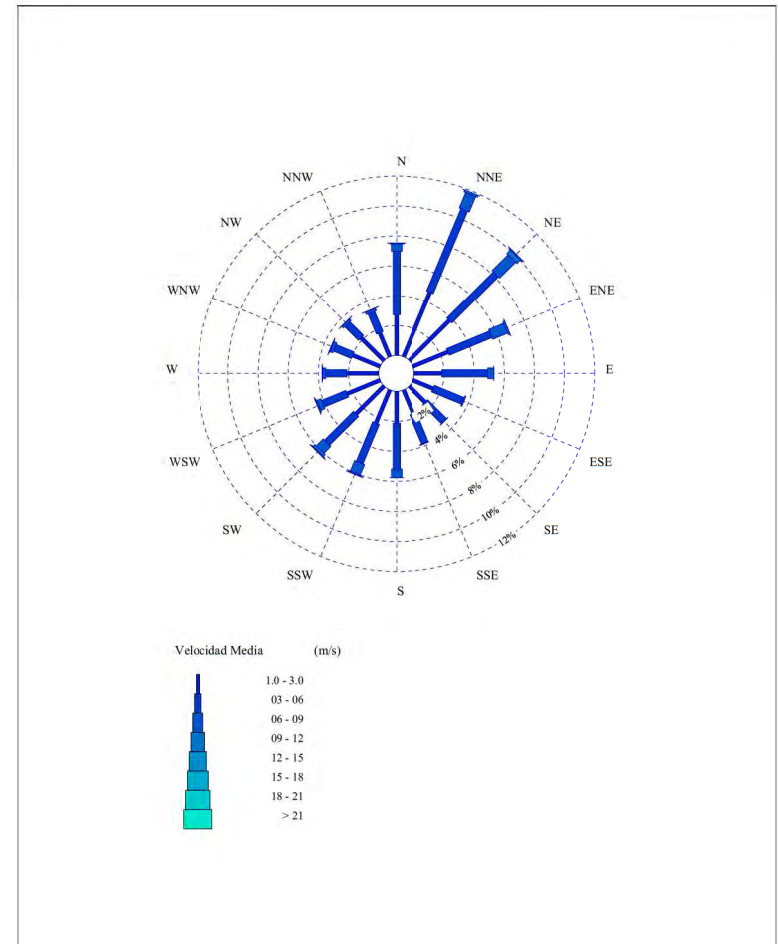 N
NNW
NNE
NW
NE
WNW
ENE
W
E
2%
4%
6%
WSW
ESE
8%
10%
SW
SE
12%
SSW
SSE
S
Velocidad Media (m/s)
1.0 - 3.0
03 - 06
06 - 09
09 - 12
12 - 15
15 - 18
18 - 21
> 21